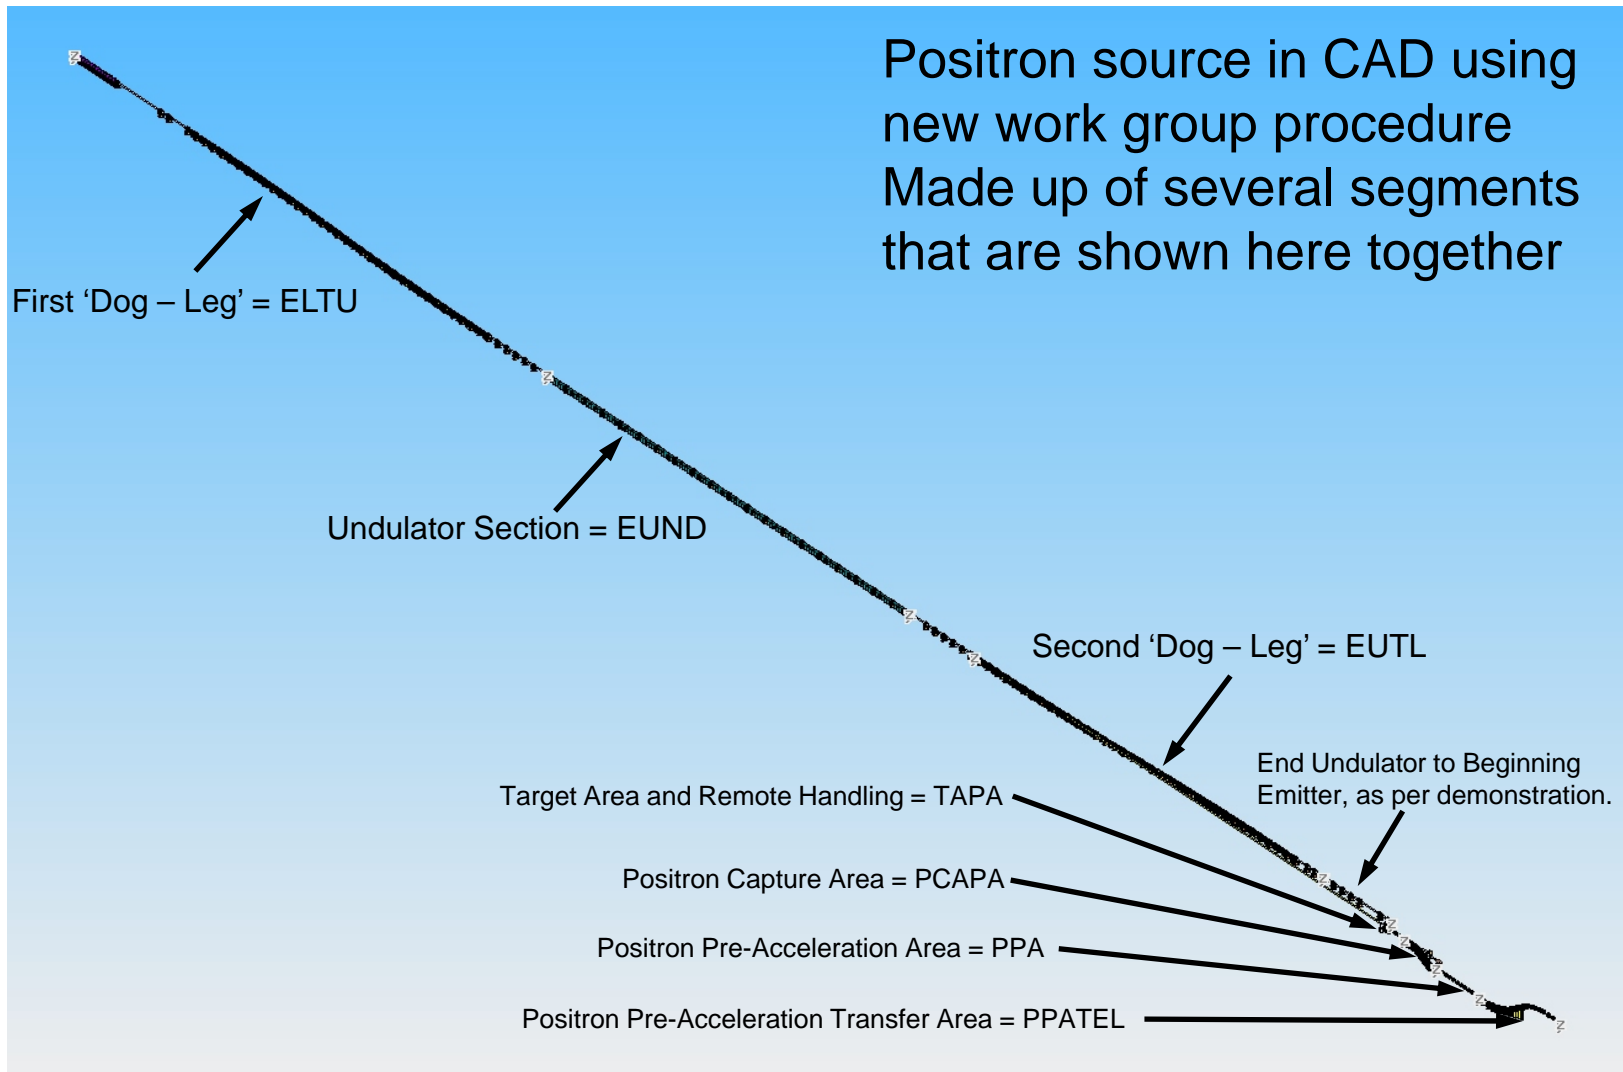 Positron source in CAD using
new work group procedure
Made up of several segments
that are shown here together
First ‘Dog – Leg’ = ELTU
Undulator Section = EUND
Second ‘Dog – Leg’ = EUTL
End Undulator to Beginning
Emitter, as per demonstration.
Target Area and Remote Handling = TAPA
Positron Capture Area = PCAPA
Positron Pre-Acceleration Area = PPA
Positron Pre-Acceleration Transfer Area = PPATEL